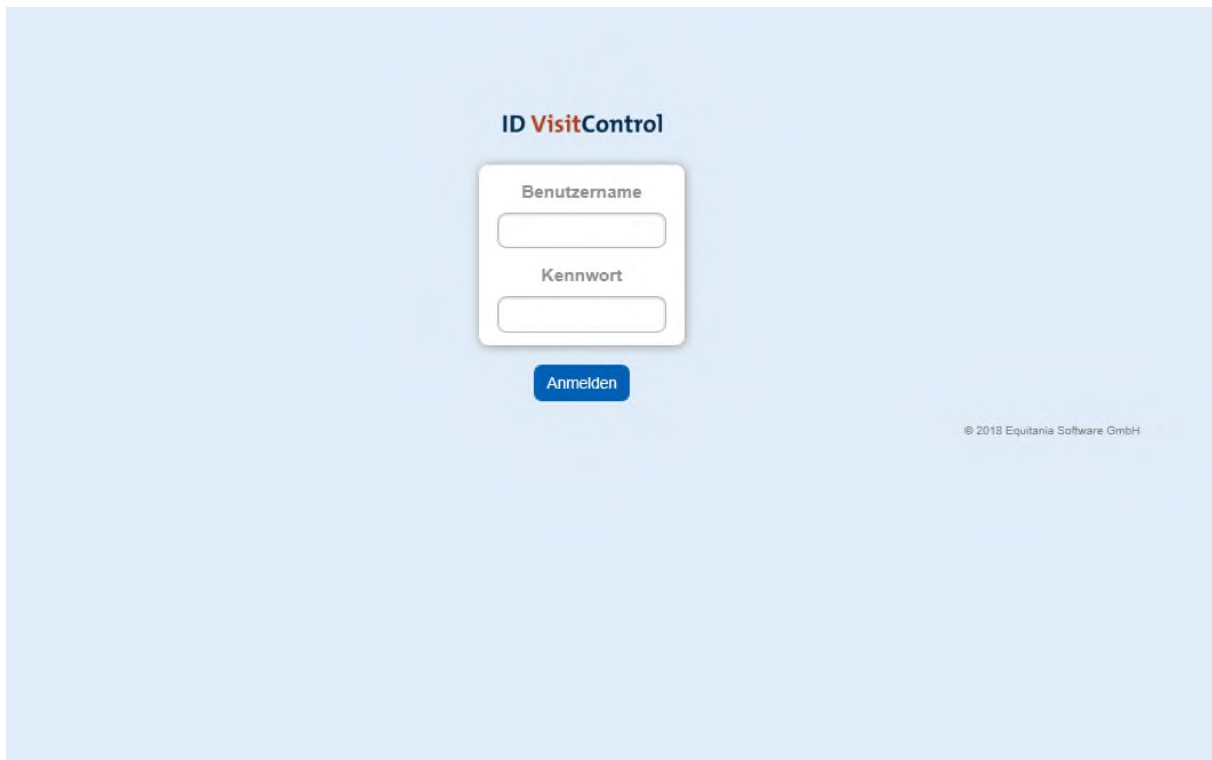 ID VisitControl
Benutzername
Kennwort
Anmelden
© 2018 Equitania Software GmbH